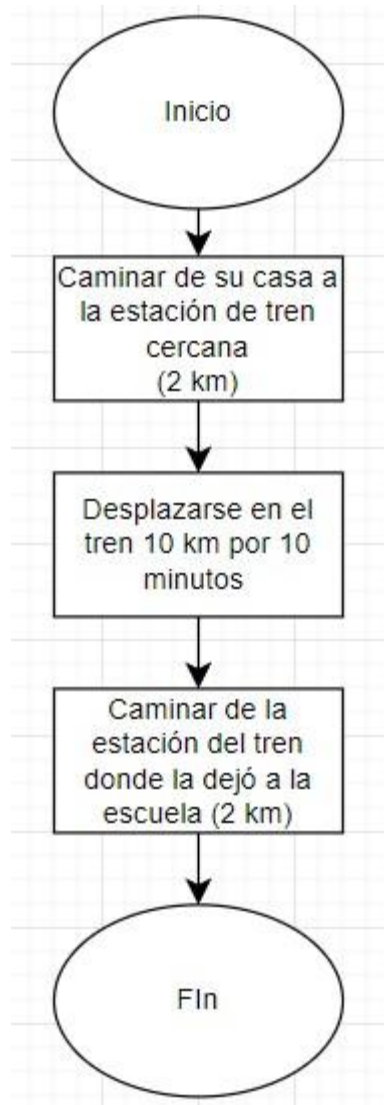 Inicio
Caminar de su casa a
la estación de tren
cercana
(2 km)
Desplazarse en el
tren 10 km por 10
minutos
Caminar de la
estación del tren
donde la dejó a la
escuela (2 km)
FIn